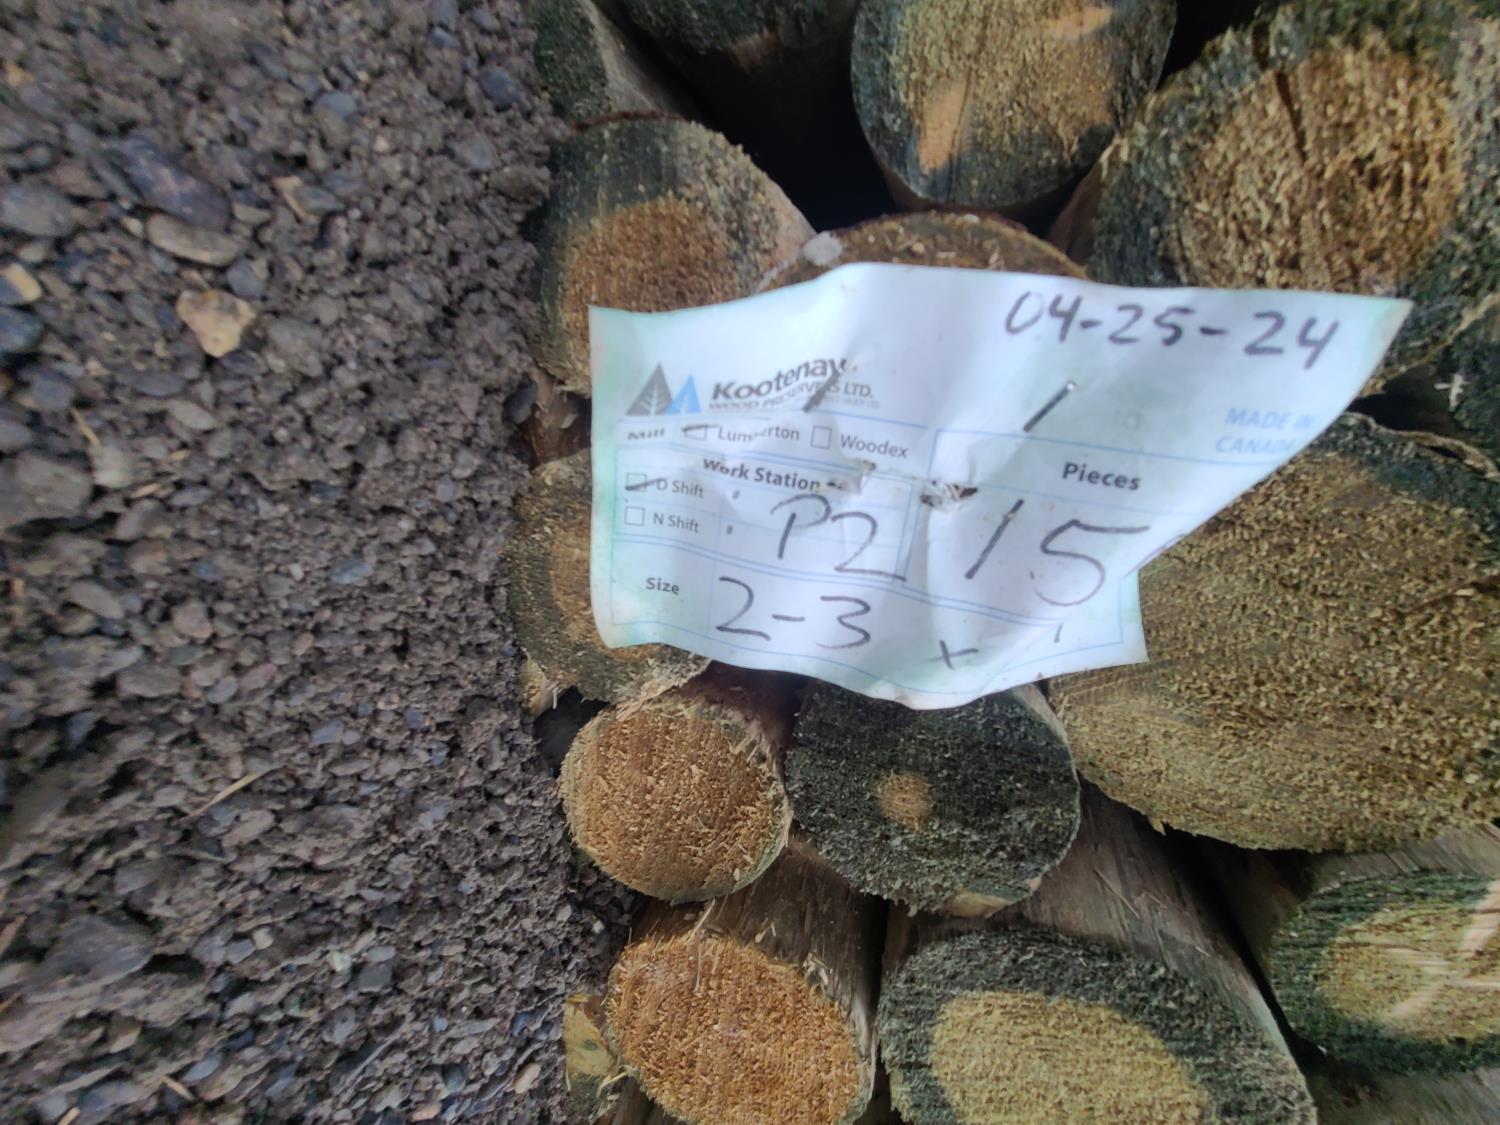 04-25-24
Kootenay
WOOD PRESERVERS LTD.
MADE IN
CANADA
Mill Lumberton Woodex
Pieces
Work Station
D Shift
N Shift
P2
15
Size 2-3 x